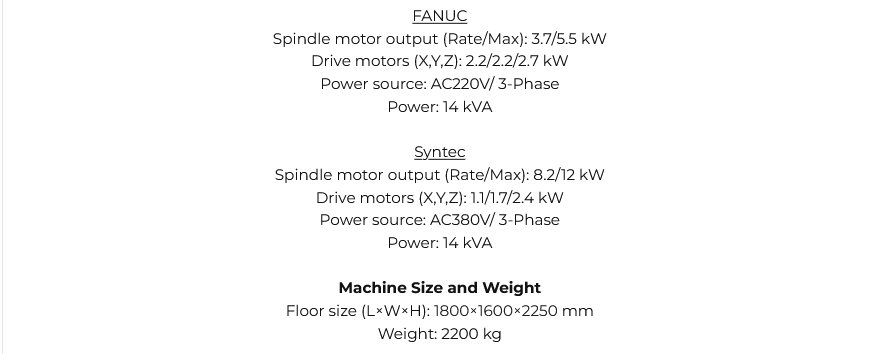 FANUC
Spindle motor output (Rate/Max): 3.7/5.5 kW
Drive motors (X,Y,Z): 2.2/2.2/2.7 kW
Power source: AC220V/ 3-Phase
Power: 14 kVA
Syntec
Spindle motor output (Rate/Max): 8.2/12 kW
Drive motors (X,Y,Z): 1.1/1.7/2.4 kW
Power source: AC380V/ 3-Phase
Power: 14 kVA
Machine Size and Weight
Floor size (L×W×H): 1800×1600×2250 mm
Weight: 2200 kg